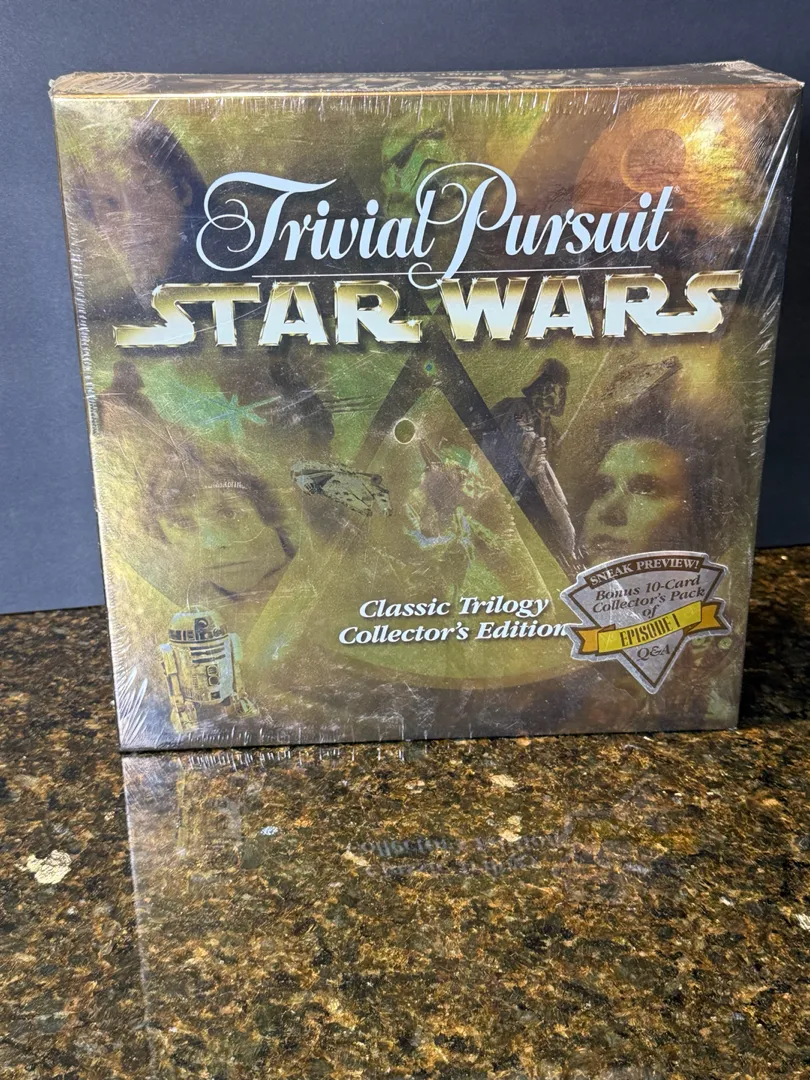 Trivial Pursuit
STAR WARS
Classic Trilogy
Collector's Edition
SNEAK PREVIEW!
Bonus 10-Card
Collector's Pack
of
EPISODE I
Q&A